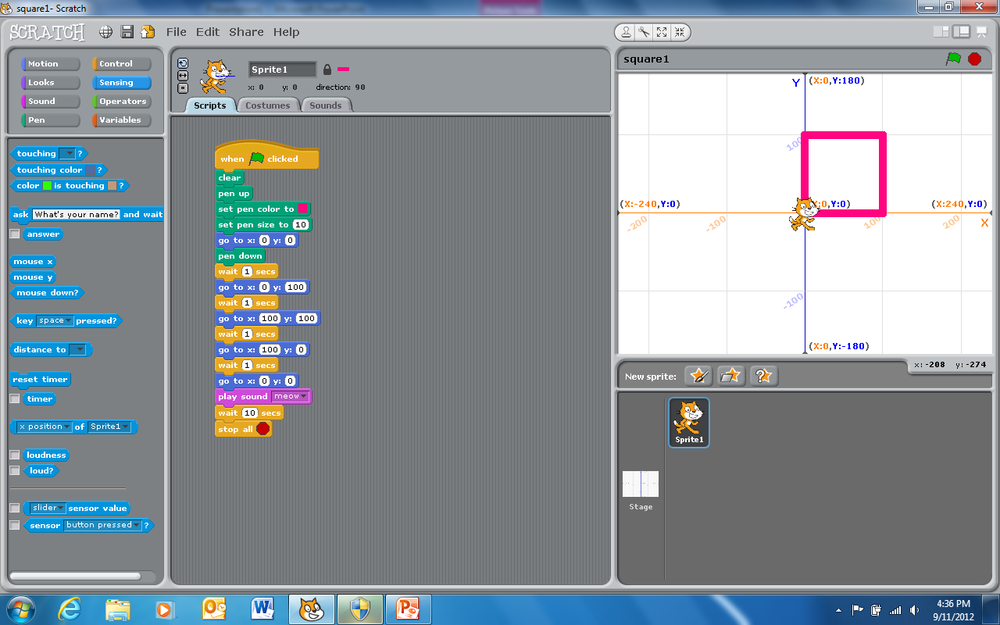 square1- Scratch
SCRATCH File Edit Share Help
Motion Control
Looks Sensing
Sound Operators
Pen Variables
touching ?
touching color ?
color is touching ?
ask What's your name? and wait
answer
mouse x
mouse y
mouse down?
key space pressed?
distance to
reset timer
timer
x position of Sprite1
loudness
loud?
slider sensor value
sensor button pressed ?
Sprite1
x: 0 y: 0 direction: 90
Scripts Costumes Sounds
when clicked
clear
pen up
set pen color to
set pen size to 10
go to x: 0 y: 0
pen down
wait 1 secs
go to x: 0 y: 100
wait 1 secs
go to x: 100 y: 100
wait 1 secs
go to x: 100 y: 0
wait 1 secs
go to x: 0 y: 0
play sound meow
wait 10 secs
stop all
square1
Y (X:0,Y:180)
100
(X:-240,Y:0) X:0,Y:0) (X:240,Y:0)
-200 -100 100 200 X
-100
(X:0,Y:-180)
x: -208 y: -274
New sprite:
Sprite1
Stage
4:36 PM
9/11/2012